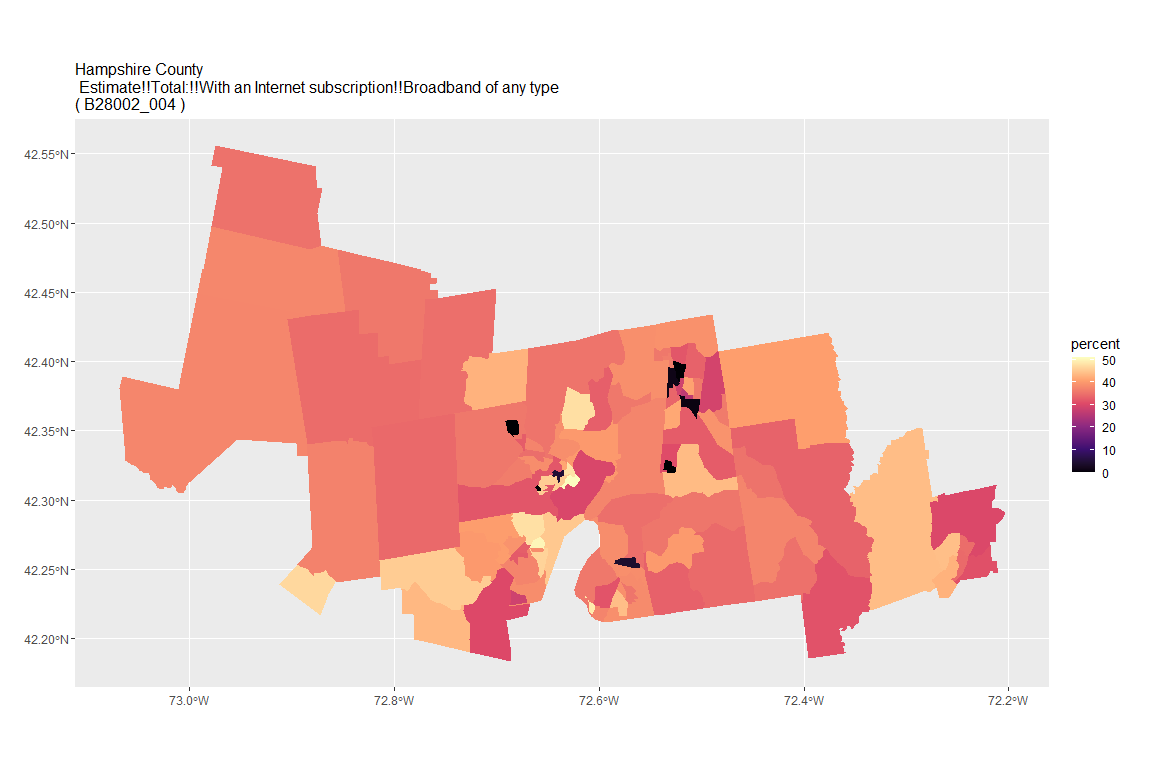 Hampshire County
Estimate!!Total:!!With an Internet subscription!!Broadband of any type
( B28002_004 )
42.55°N
42.50°N
42.45°N
42.40°N
42.35°N
42.30°N
42.25°N
42.20°N
73.0°W
72.8°W
72.6°W
72.4°W
72.2°W
percent
50
40
30
20
10
0